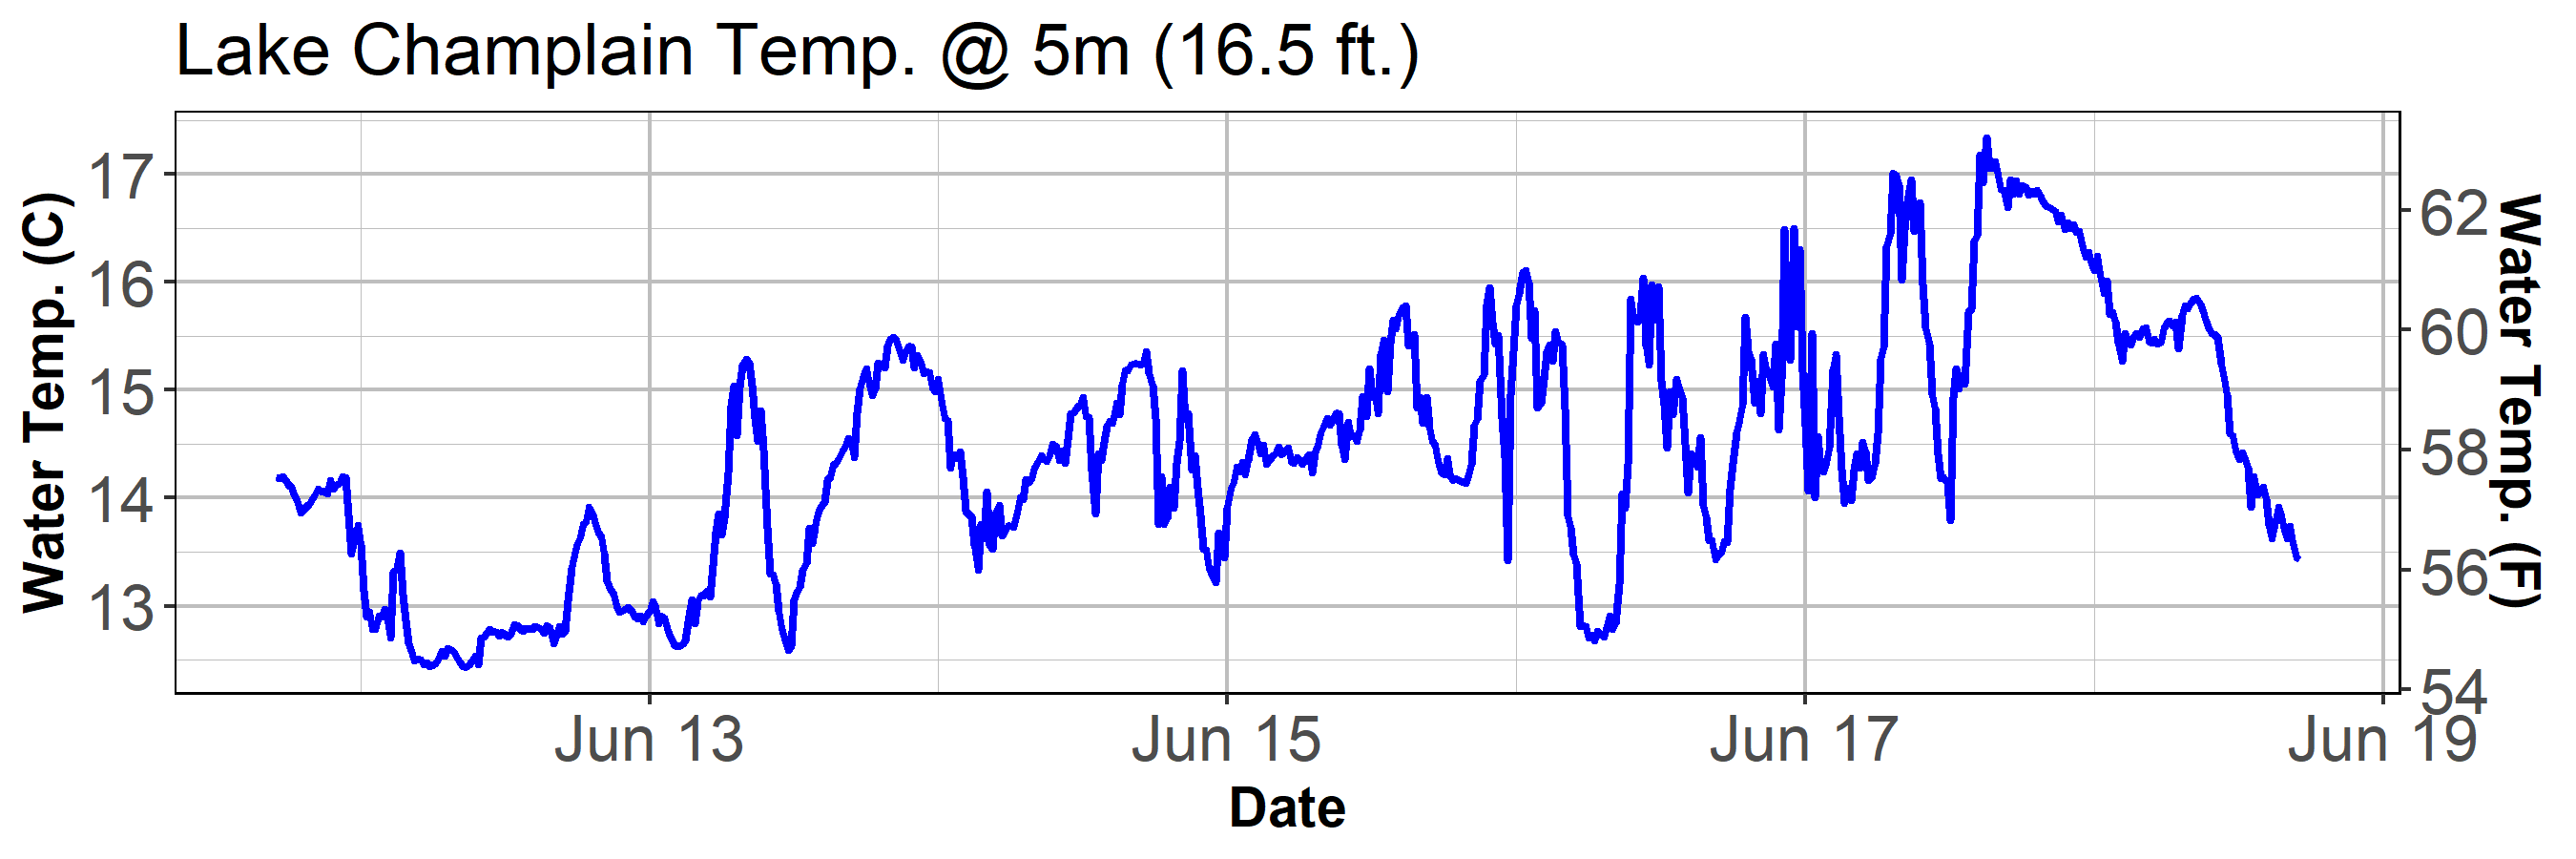 Lake Champlain Temp. @ 5m (16.5 ft.)
Water Temp. (C)
17
16
15
14
13
62
60
58
56
54
Water Temp. (F)
Jun 13
Jun 15
Jun 17
Jun 19
Date